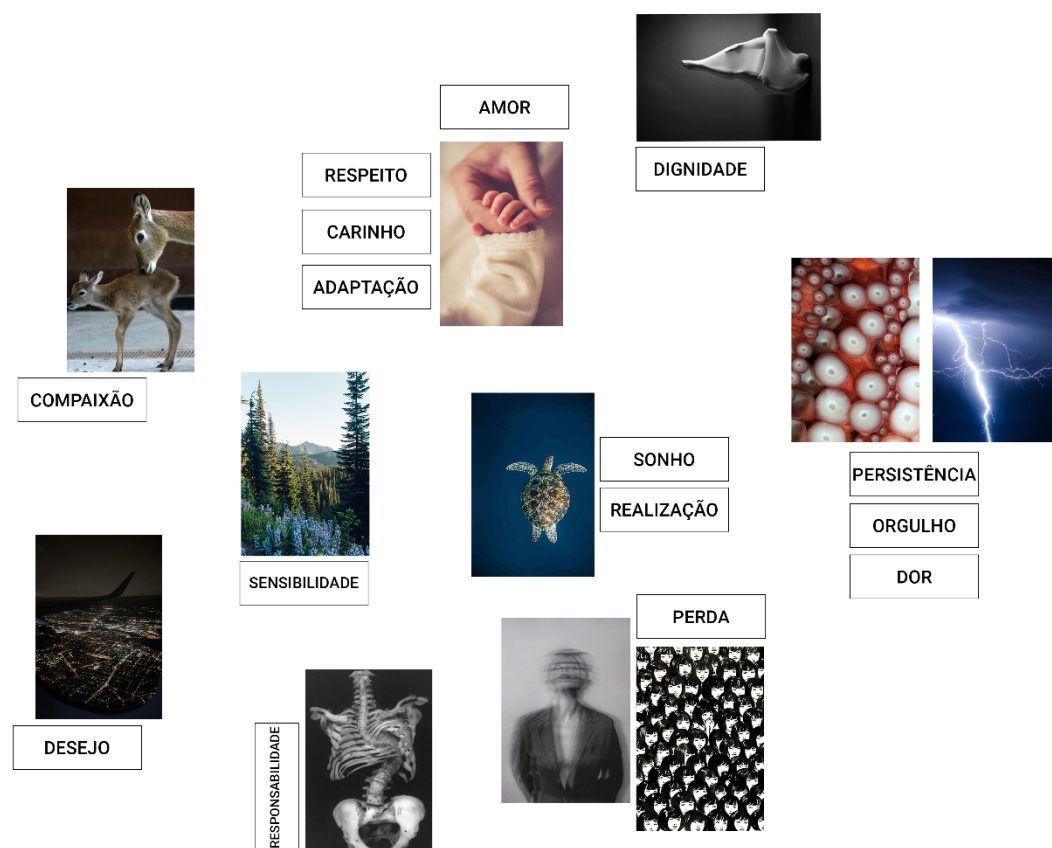 AMOR
DIGNIDADE
RESPEITO
CARINHO
ADAPTAÇÃO
COMPAIXÃO
SONHO
REALIZAÇÃO
PERSISTÊNCIA
ORGULHO
DOR
SENSIBILIDADE
PERDA
DESEJO
RESPONSABILIDADE